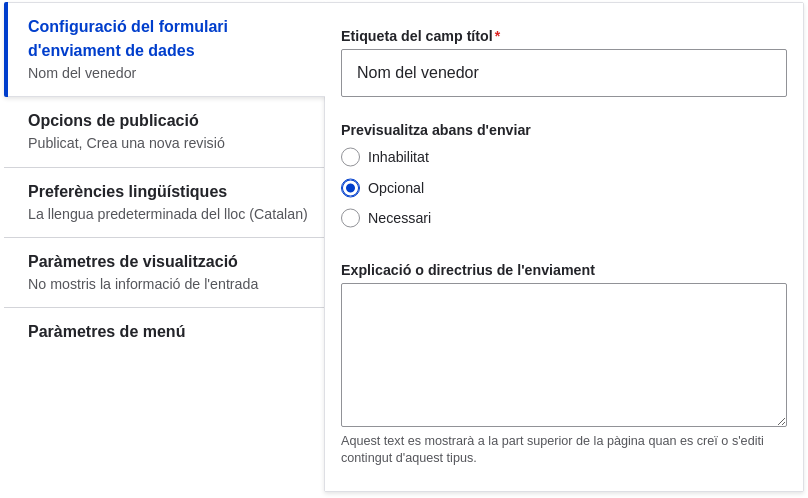 Configuració del formulari
d'enviament de dades
Nom del venedor
Opcions de publicació
Publicat, Crea una nova revisió
Preferències lingüístiques
La llengua predeterminada del lloc (Catalan)
Paràmetres de visualització
No mostris la informació de l'entrada
Paràmetres de menú
Etiqueta del camp títol*
Nom del venedor
Previsualitza abans d'enviar
Inhabilitat
Opcional
Necessari
Explicació o directrius de l'enviament
Aquest text es mostrarà a la part superior de la pàgina quan es creï o s'editi
contingut d'aquest tipus.